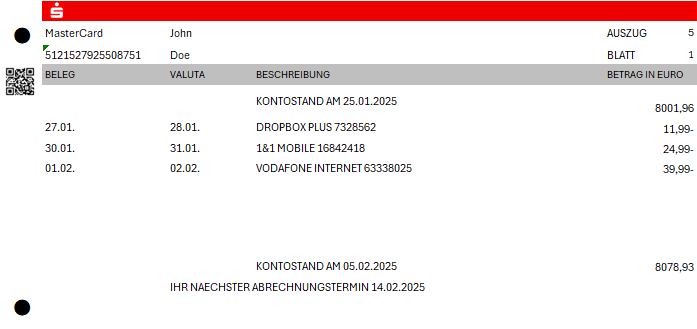 MasterCard John AUSZUG 5
5121527925508751 Doe BLATT 1
BELEG VALUTA BESCHREIBUNG BETRAG IN EURO
KONTOSTAND AM 25.01.2025 8001,96
27.01. 28.01. DROPBOX PLUS 7328562 11,99-
30.01. 31.01. 1&1 MOBILE 16842418 24,99-
01.02. 02.02. VODAFONE INTERNET 63338025 39,99-
KONTOSTAND AM 05.02.2025 8078,93
IHR NAECHSTER ABRECHNUNGSTERMIN 14.02.2025